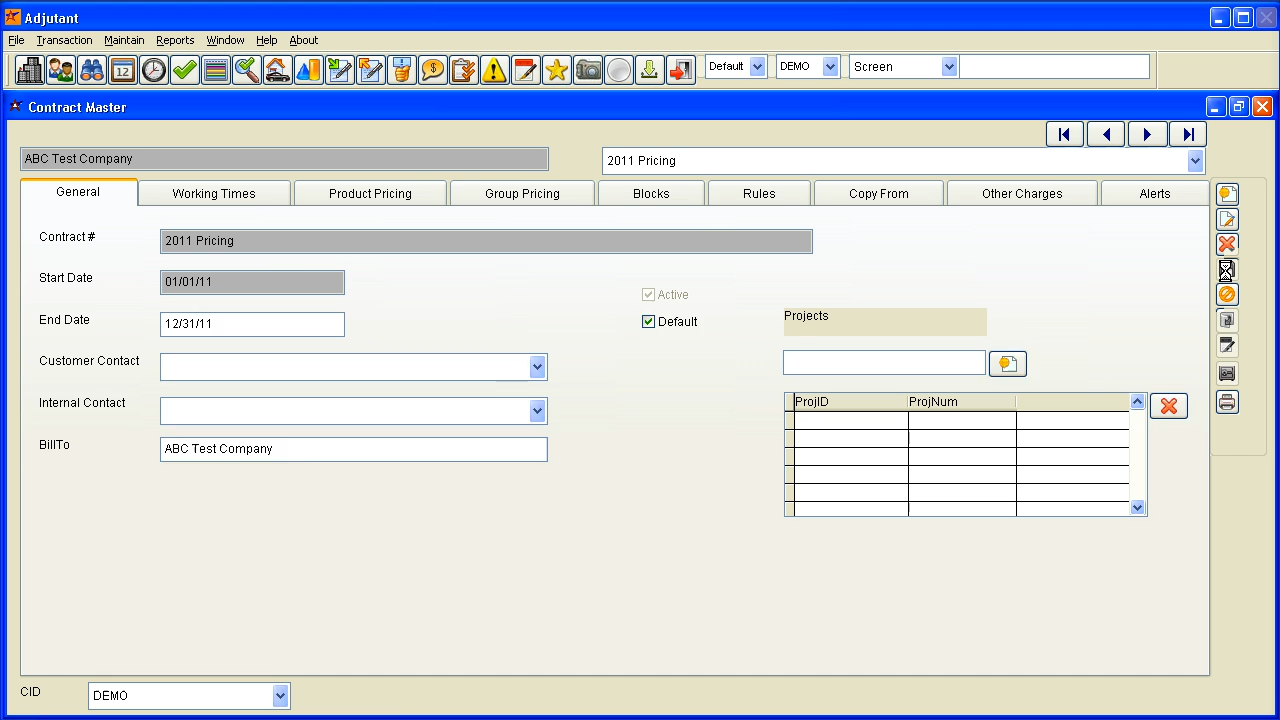 Adjutant
File Transaction Maintain Reports Window Help About
12 Default DEMO Screen
Contract Master
ABC Test Company 2011 Pricing
General Working Times Product Pricing Group Pricing Blocks Rules Copy From Other Charges Alerts
Contract # 2011 Pricing
Start Date 01/01/11
Active
End Date 12/31/11
Default
Projects
Customer Contact
Internal Contact
ProjID ProjNum
BillTo ABC Test Company
CID DEMO